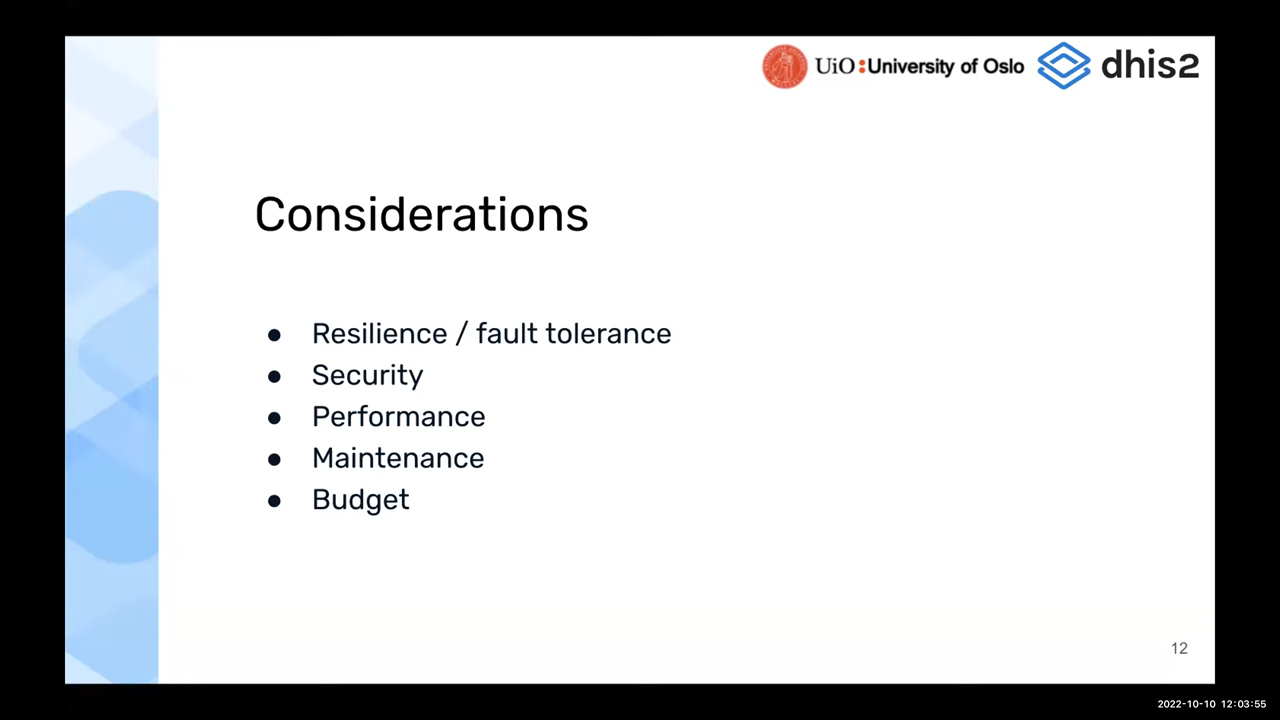 UiO:University of Oslo dhis2
Considerations
● Resilience / fault tolerance
● Security
● Performance
● Maintenance
● Budget
12
2022-10-10 12:03:55